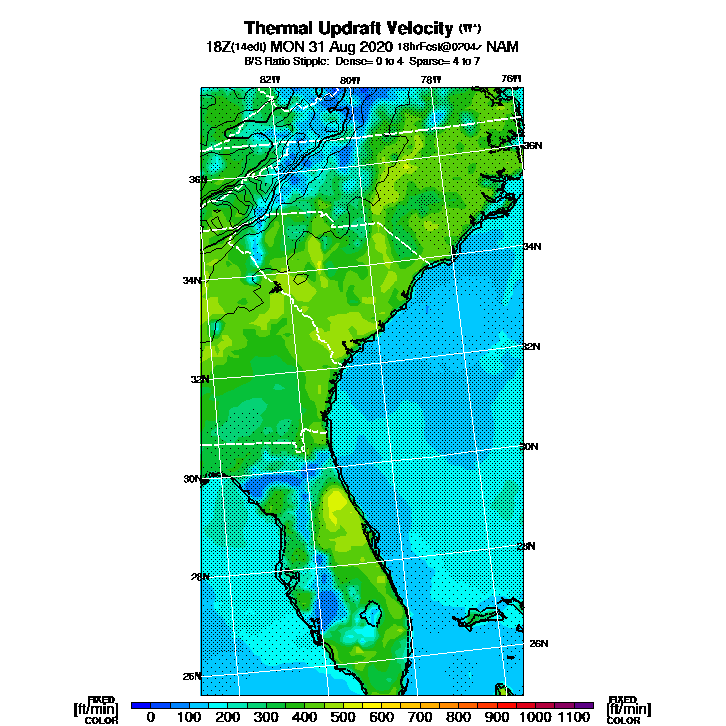 Thermal Updraft Velocity (W*)
18Z(14edt) MON 31 Aug 2020 18hrFcst@0704z NAM
B/S Ratio Stipple: Dense= 0 to 4 Sparse= 4 to 7
82W 80W 78W 76W
36N
36N
34N
34N
32N
32N
30N
30N
28N
28N
26N
26N
FIXED FIXED
[ft/min] [ft/min]
COLOR COLOR
0 100 200 300 400 500 600 700 800 900 1000 1100